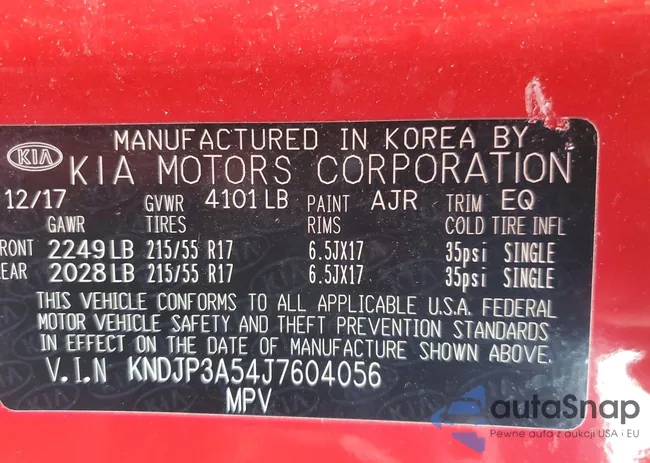 MANUFACTURED IN KOREA BY
KIA KIA MOTORS CORPORATION
12/17 GVWR 4101 LB PAINT AJR TRIM EQ
GAWR TIRES RIMS COLD TIRE INFL
FRONT 2249 LB 215/55 R17 6.5JX17 35psi SINGLE
REAR 2028 LB 215/55 R17 6.5JX17 35psi SINGLE
THIS VEHICLE CONFORMS TO ALL APPLICABLE U.S.A. FEDERAL
MOTOR VEHICLE SAFETY AND THEFT PREVENTION STANDARDS
IN EFFECT ON THE DATE OF MANUFACTURE SHOWN ABOVE.
V.I.N KNDJP3A54J7604056
MPV
autoSnap
Pewne auta z aukcji USA i EU